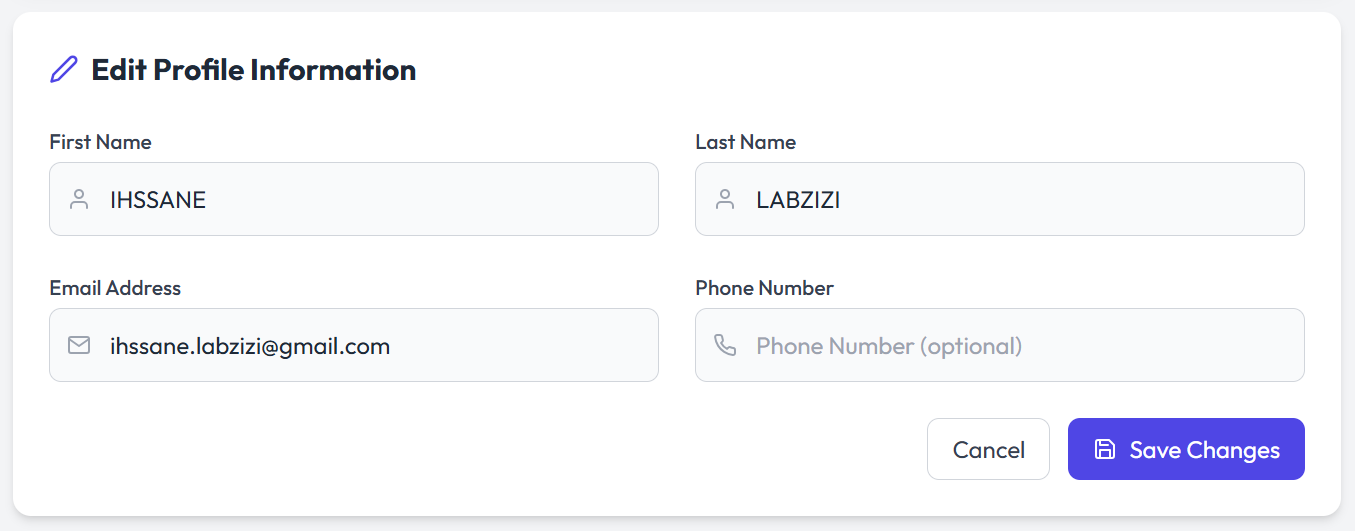 Edit Profile Information
First Name
Last Name
IHSSANE
LABZIZI
Email Address
Phone Number
ihssane.labzizi@gmail.com
Phone Number (optional)
Cancel
Save Changes